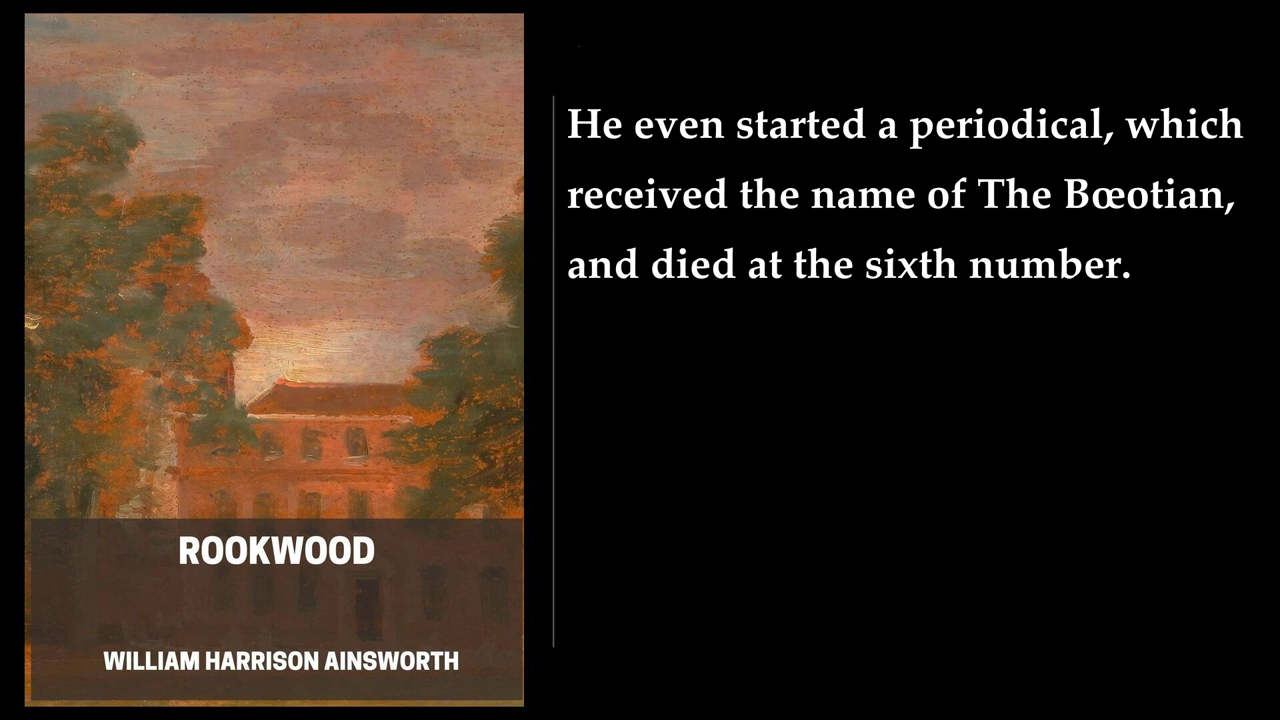 ROOKWOOD
WILLIAM HARRISON AINSWORTH
He even started a periodical, which
received the name of The Bœotian,
and died at the sixth number.